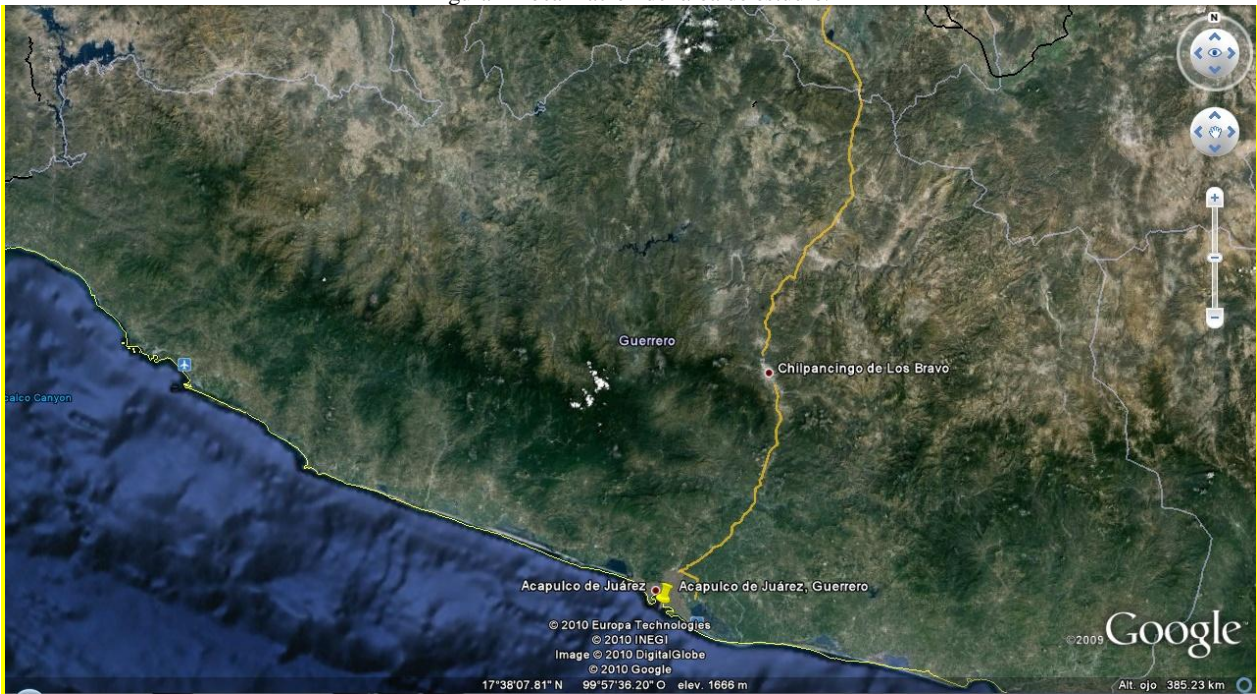 N
Guerrero
Chilpancingo de Los Bravo
Canyon
Acapulco de Juárez
Acapulco de Juárez, Guerrero
© 2010 Europa Technologies
© 2010 INEGI
Image © 2010 DigitalGlobe
© 2010 Google
©2009 Google
17°38'07.81" N 99°57'36.20" O elev. 1666 m
Alt. ojo 385.23 km